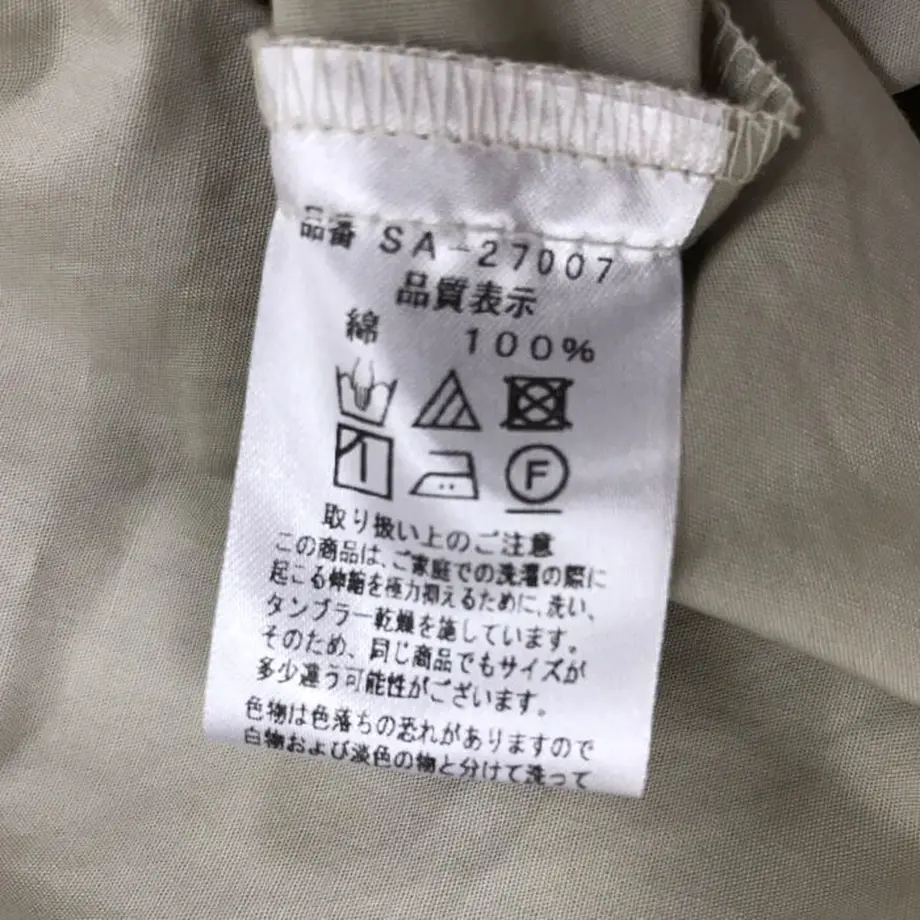 品番 SA-27007
品質表示
綿 100%
F
取り扱い上のご注意
この商品は、ご家庭での洗濯の際に
起こる伸縮を極力抑えるために、洗い、
タンブラー乾燥を施しています。
そのため、同じ商品でもサイズが
多少違う可能性がございます。
色物は色落ちの恐れがありますので
白物および淡色の物と分けて洗って